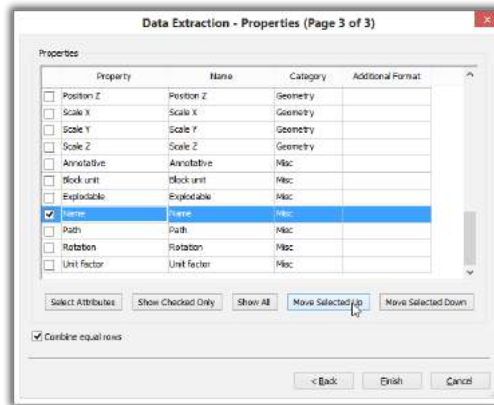 Data Extraction - Properties (Page 3 of 3)
Properties
Property Name Category Additional Format
Position Z Position Z Geometry
Scale X Scale X Geometry
Scale Y Scale Y Geometry
Scale Z Scale Z Geometry
Annotative Annotative Misc
Block unit Block unit Misc
Explodable Explodable Misc
Name Name Misc
Path Path Misc
Rotation Rotation Misc
Unit factor Unit factor Misc
Select Attributes Show Checked Only Show All Move Selected Up Move Selected Down
Combine equal rows
< Back Finish Cancel